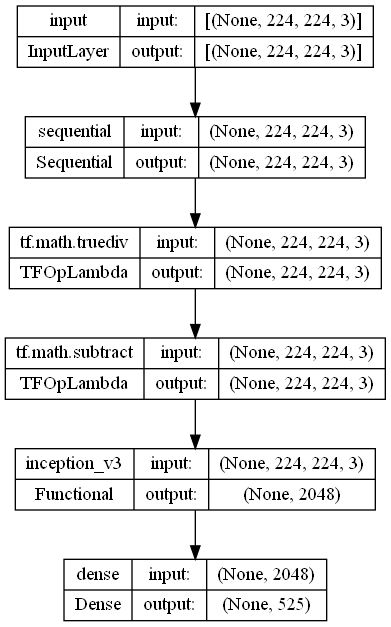 input input: [(None, 224, 224, 3)]
InputLayer output: [(None, 224, 224, 3)]
sequential input: (None, 224, 224, 3)
Sequential output: (None, 224, 224, 3)
tf.math.truediv input: (None, 224, 224, 3)
TFOpLambda output: (None, 224, 224, 3)
tf.math.subtract input: (None, 224, 224, 3)
TFOpLambda output: (None, 224, 224, 3)
inception_v3 input: (None, 224, 224, 3)
Functional output: (None, 2048)
dense input: (None, 2048)
Dense output: (None, 525)